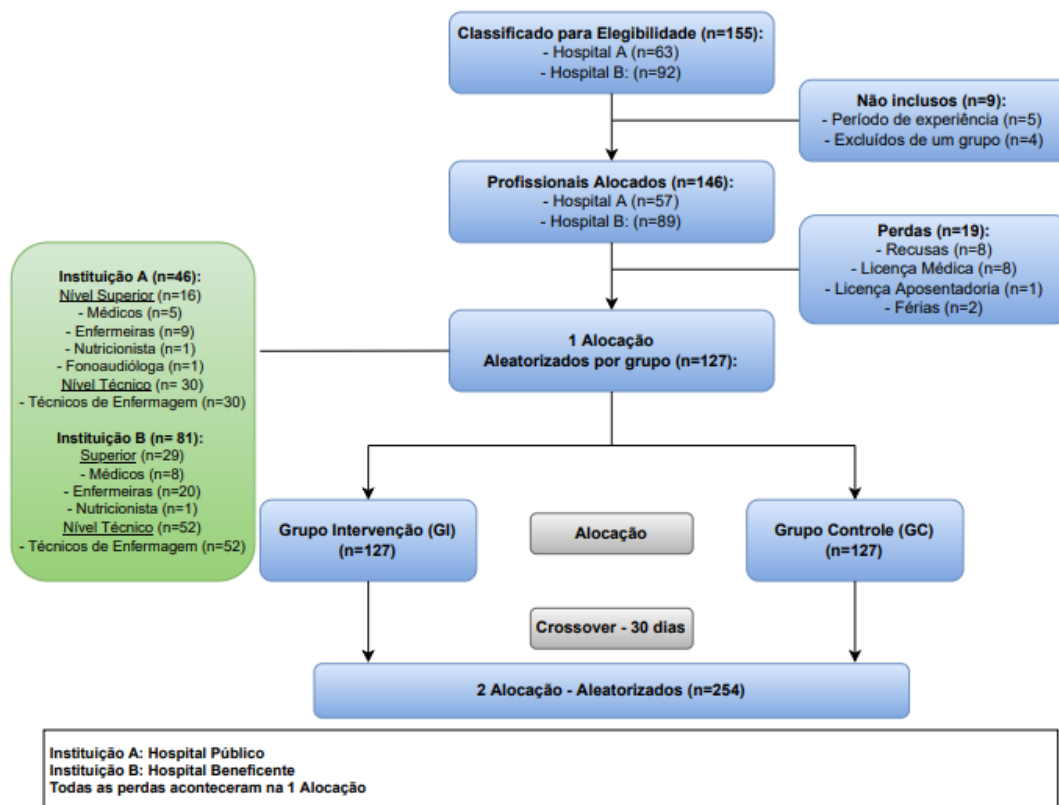 Classificado para Elegibilidade (n=155):
- Hospital A (n=63)
- Hospital B: (n=92)
Não inclusos (n=9):
- Período de experiência (n=5)
- Excluídos de um grupo (n=4)
Profissionais Alocados (n=146):
- Hospital A (n=57)
- Hospital B: (n=89)
Perdas (n=19):
- Recusas (n=8)
- Licença Médica (n=8)
- Licença Aposentadoria (n=1)
- Férias (n=2)
Instituição A (n=46):
Nível Superior (n=16)
- Médicos (n=5)
- Enfermeiras (n=9)
- Nutricionista (n=1)
- Fonoaudióloga (n=1)
Nível Técnico (n= 30)
- Técnicos de Enfermagem (n=30)
Instituição B (n= 81):
Superior (n=29)
- Médicos (n=8)
- Enfermeiras (n=20)
- Nutricionista (n=1)
Nível Técnico (n=52)
- Técnicos de Enfermagem (n=52)
1 Alocação
Aleatorizados por grupo (n=127):
Grupo Intervenção (GI)
(n=127)
Alocação
Grupo Controle (GC)
(n=127)
Crossover - 30 dias
2 Alocação - Aleatorizados (n=254)
Instituição A: Hospital Público
Instituição B: Hospital Beneficente
Todas as perdas aconteceram na 1 Alocação